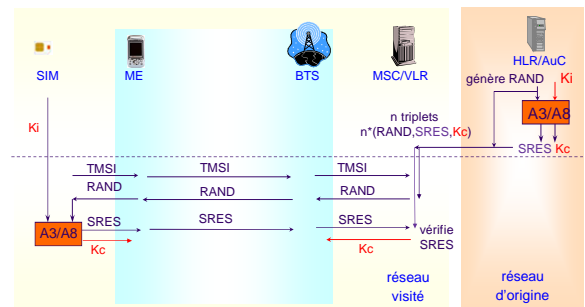 SIM
ME
BTS
MSC/VLR
HLR/AuC
génère RAND
Ki
A3/A8
Ki
n triplets
n*(RAND,SRES,Kc)
SRES Kc
TMSI
TMSI
TMSI
RAND
RAND
RAND
SRES
SRES
SRES
A3/A8
Kc
Kc
vérifie
SRES
réseau
visité
réseau
d'origine